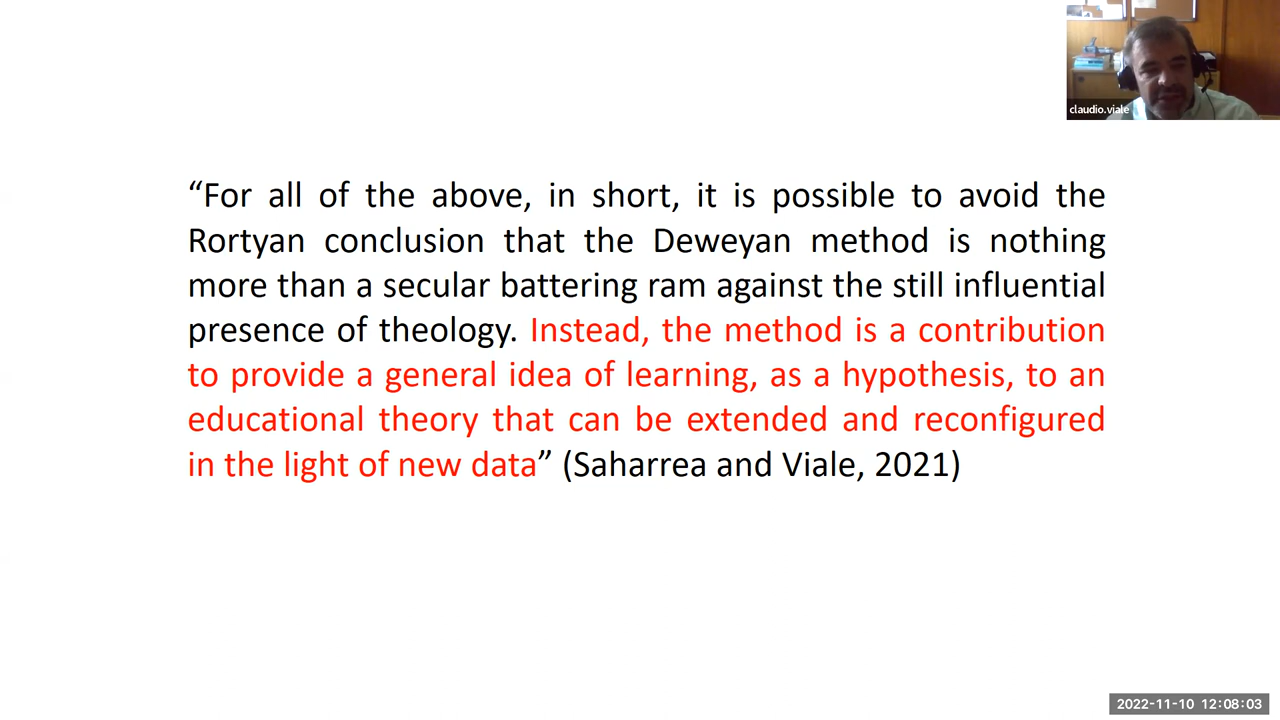 claudio.viale
“For all of the above, in short, it is possible to avoid the
Rortyan conclusion that the Deweyan method is nothing
more than a secular battering ram against the still influential
presence of theology. Instead, the method is a contribution
to provide a general idea of learning, as a hypothesis, to an
educational theory that can be extended and reconfigured
in the light of new data” (Saharrea and Viale, 2021)
2022-11-10 12:08:03